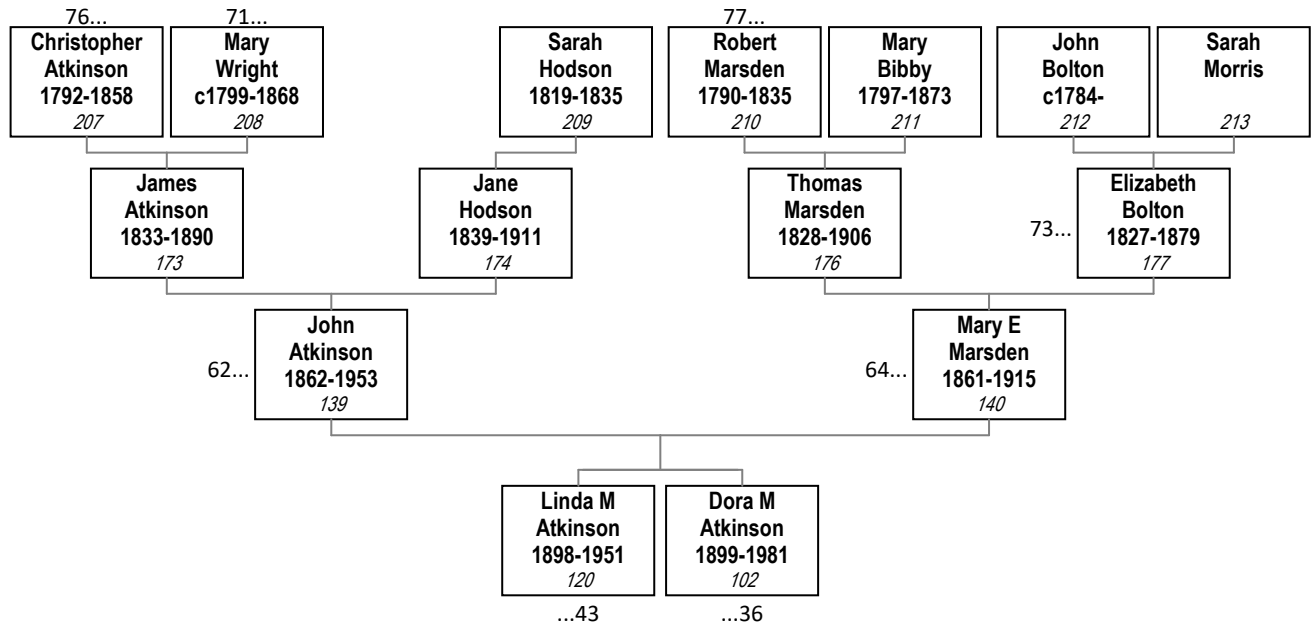 76...
71...
77...
Christopher
Atkinson
1792-1858
207
Mary
Wright
c1799-1868
208
Sarah
Hodson
1819-1835
209
Robert
Marsden
1790-1835
210
Mary
Bibby
1797-1873
211
John
Bolton
c1784-
212
Sarah
Morris
213
James
Atkinson
1833-1890
173
Jane
Hodson
1839-1911
174
Thomas
Marsden
1828-1906
176
73...
Elizabeth
Bolton
1827-1879
177
62...
John
Atkinson
1862-1953
139
64...
Mary E
Marsden
1861-1915
140
Linda M
Atkinson
1898-1951
120
Dora M
Atkinson
1899-1981
102
...43
...36